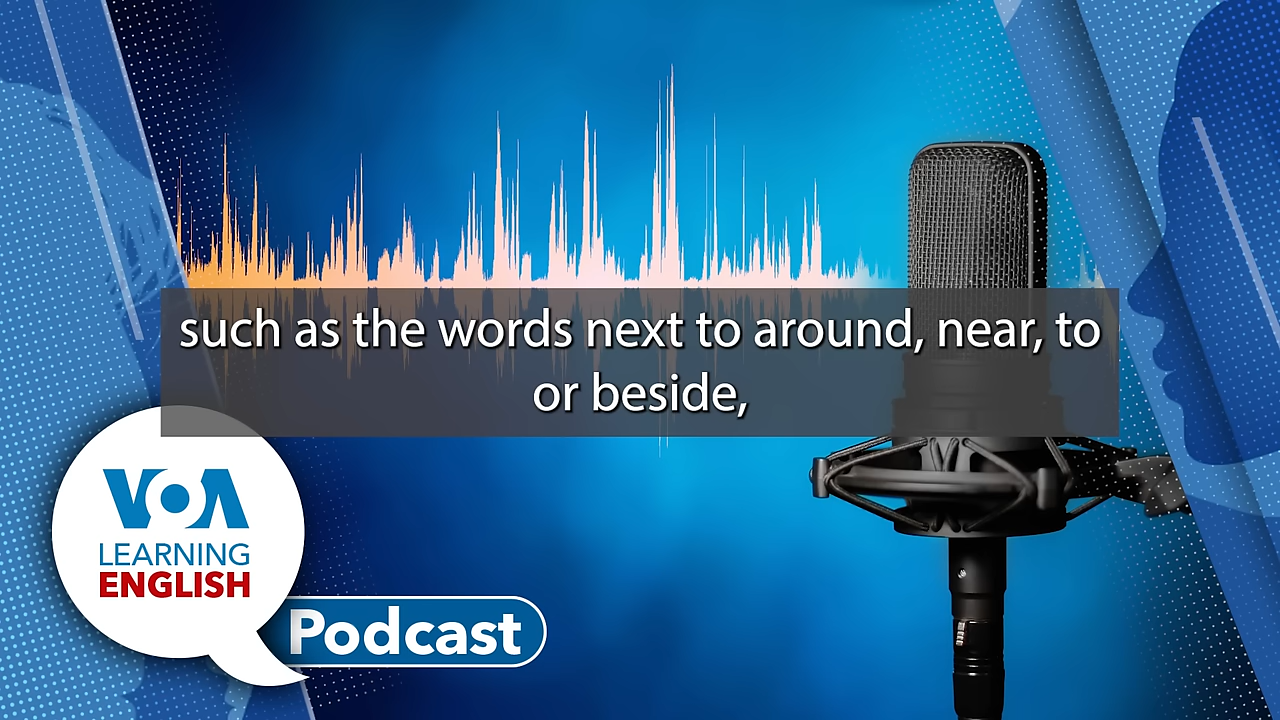 such as the words next to around, near, to
or beside,
VOA
LEARNING
ENGLISH
Podcast